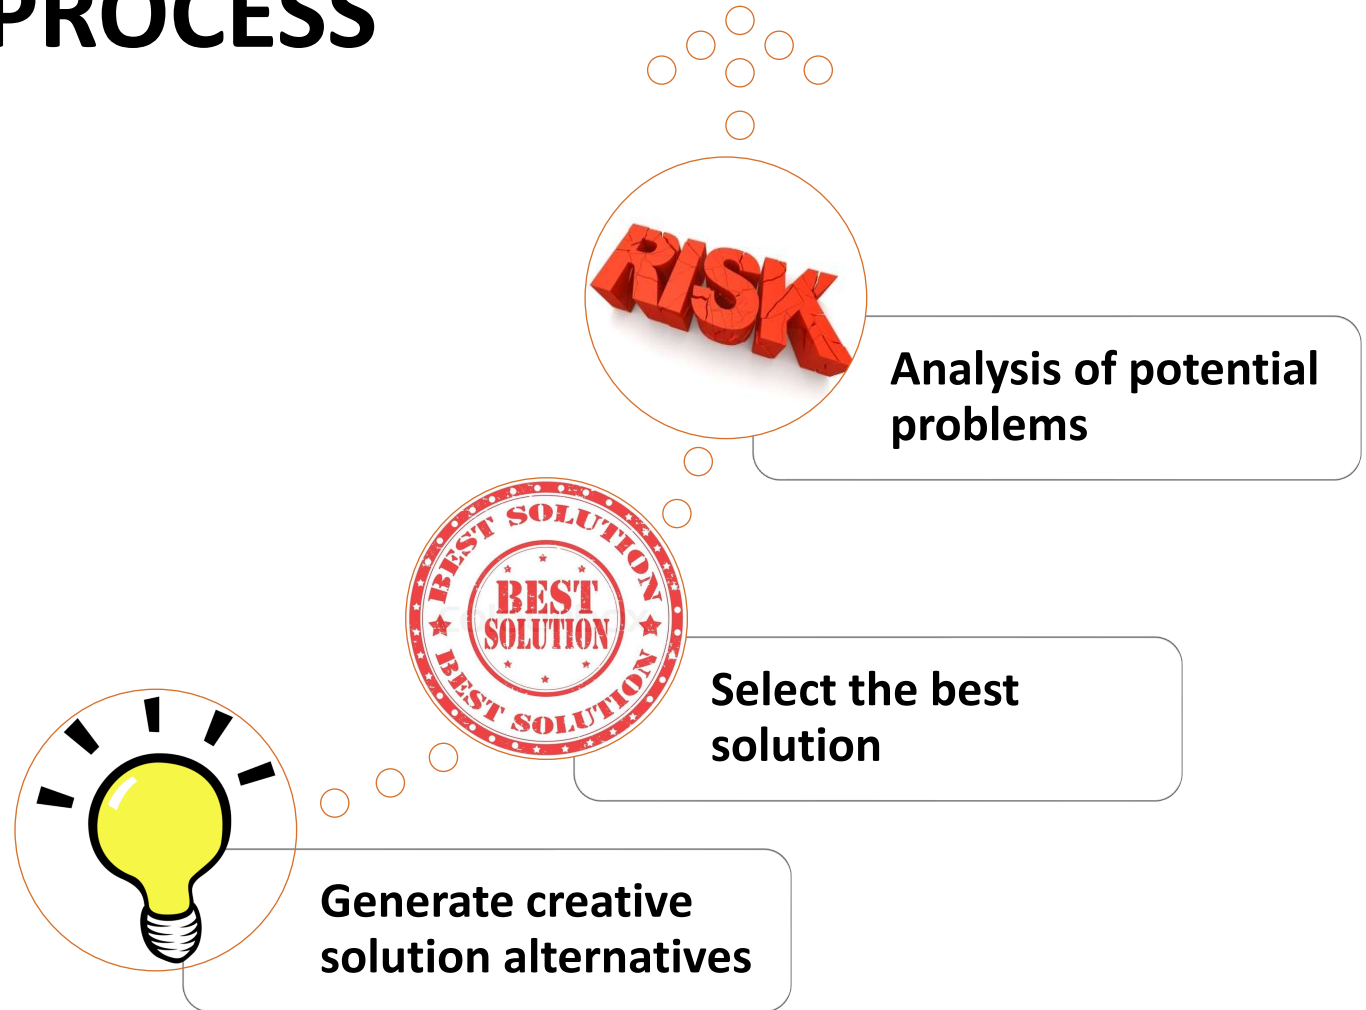 PROCESS
RISK
Analysis of potential
problems
BEST SOLUTION
BEST
SOLUTION
BEST SOLUTION
Select the best
solution
Generate creative
solution alternatives